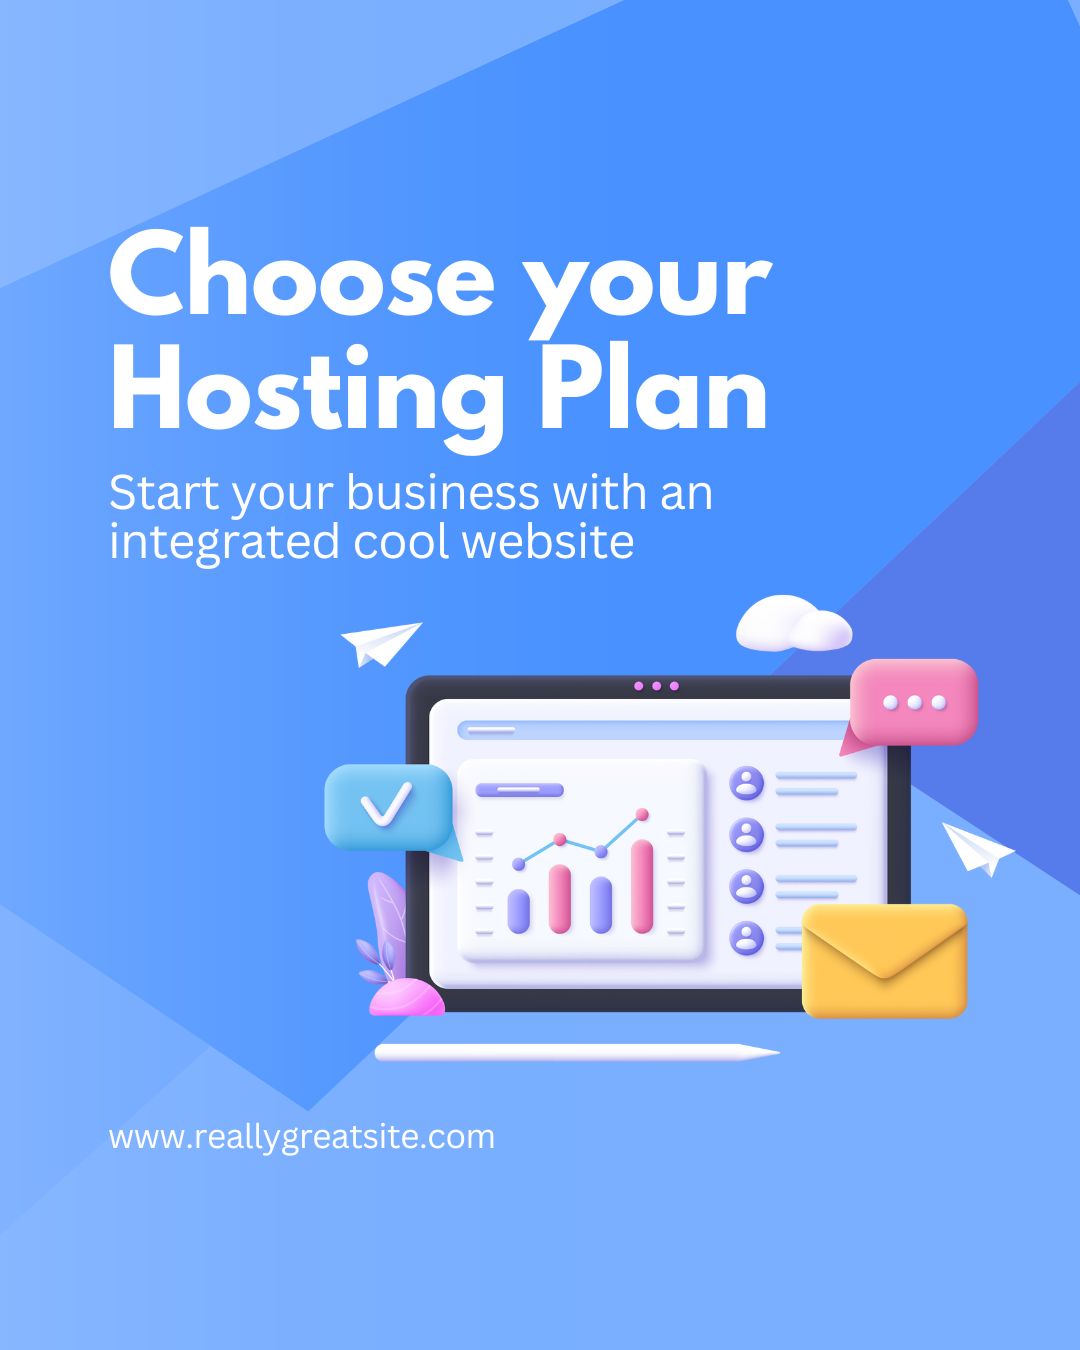 Choose your
Hosting Plan
Start your business with an
integrated cool website
www.reallygreatsite.com